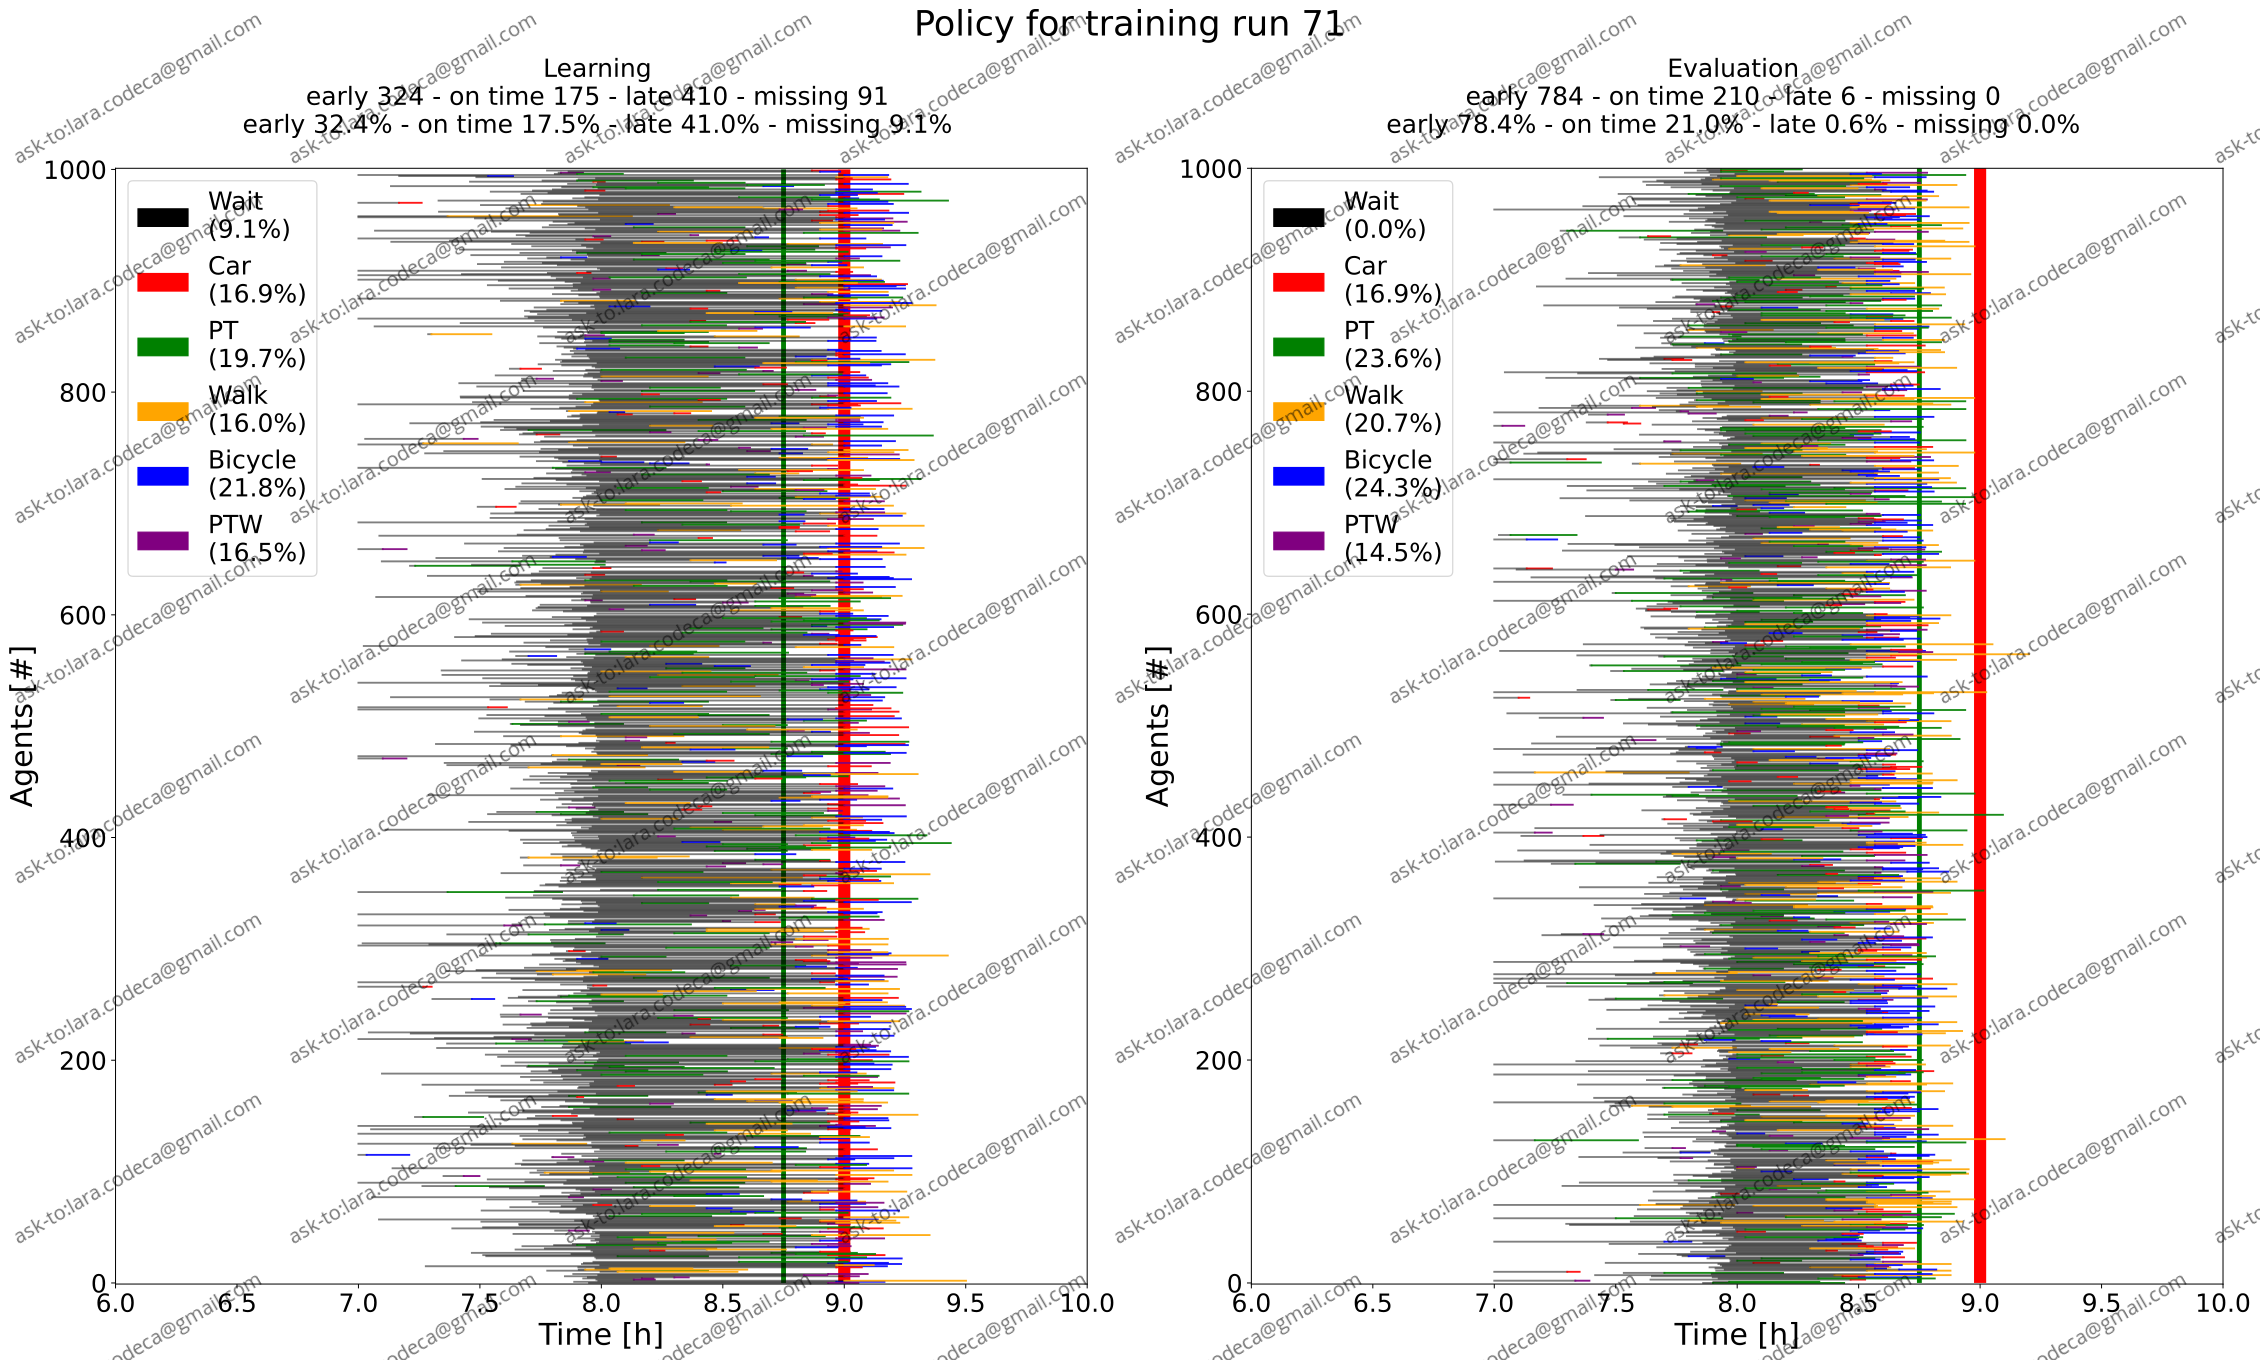 Policy for training run 71
Learning
early 324 - on time 175 - late 410 - missing 91
early 32.4% - on time 17.5% - late 41.0% - missing 9.1%
1000
800
600
400
200
0
Agents [#]
Wait
(9.1%)
Car
(16.9%)
PT
(19.7%)
Walk
(16.0%)
Bicycle
(21.8%)
PTW
(16.5%)
6.0 6.5 7.0 7.5 8.0 8.5 9.0 9.5 10.0
Time [h]
Evaluation
early 784 - on time 210 - late 6 - missing 0
early 78.4% - on time 21.0% - late 0.6% - missing 0.0%
1000
800
600
400
200
0
Agents [#]
Wait
(0.0%)
Car
(16.9%)
PT
(23.6%)
Walk
(20.7%)
Bicycle
(24.3%)
PTW
(14.5%)
6.0 6.5 7.0 7.5 8.0 8.5 9.0 9.5 10.0
Time [h]
ask-to:lara.codeca@gmail.com